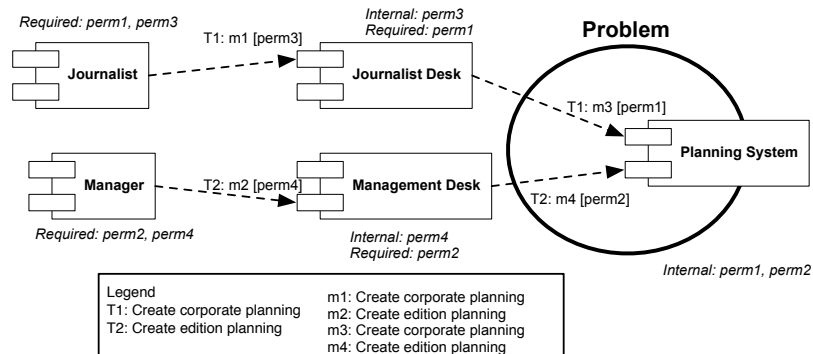 Required: perm1, perm3
Internal: perm3
Required: perm1
Problem
T1: m1 [perm3]
Journalist
Journalist Desk
T1: m3 [perm1]
Planning System
Manager
T2: m2 [perm4]
Management Desk
T2: m4 [perm2]
Required: perm2, perm4
Internal: perm4
Required: perm2
Internal: perm1, perm2
Legend
T1: Create corporate planning
T2: Create edition planning
m1: Create corporate planning
m2: Create edition planning
m3: Create corporate planning
m4: Create edition planning